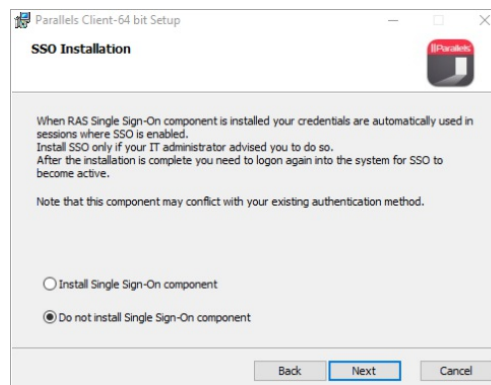 Parallels Client-64 bit Setup
SSO Installation
Parallels
When RAS Single Sign-On component is installed your credentials are automatically used in
sessions where SSO is enabled.
Install SSO only if your IT administrator advised you to do so.
After the installation is complete you need to logon again into the system for SSO to
become active.
Note that this component may conflict with your existing authentication method.
Install Single Sign-On component
Do not install Single Sign-On component
Back Next Cancel